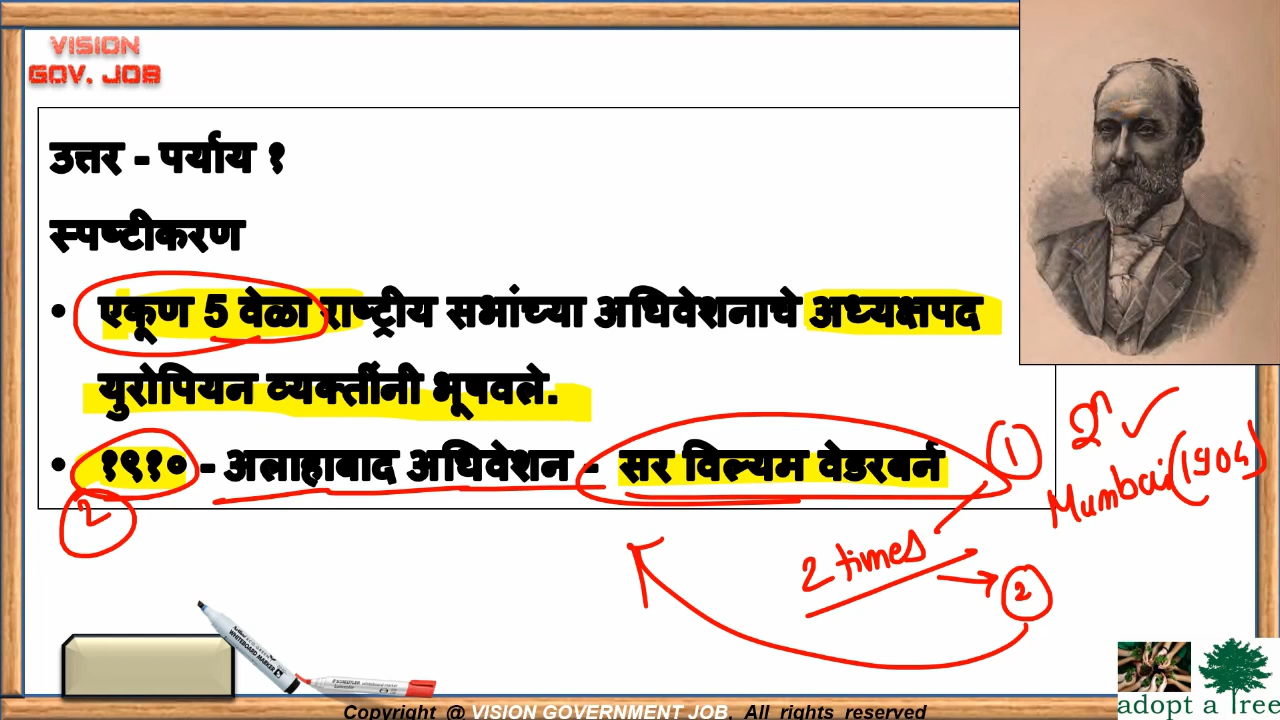 VISION
GOV. JOB
उत्तर - पर्याय १
स्पष्टीकरण
• एकूण 5 वेळा राष्ट्रीय सभांच्या अधिवेशनाचे अध्यक्षपद
युरोपियन व्यक्तींनी भूषवले.
• १९१० - अलाहाबाद अधिवेशन - सर विल्यम वेडरबर्न
1
2
Mumbai (1904)
2 times
2
WHITEBOARD MARKER
adopt a tree
Copyright @ VISION GOVERNMENT JOB. All rights reserved